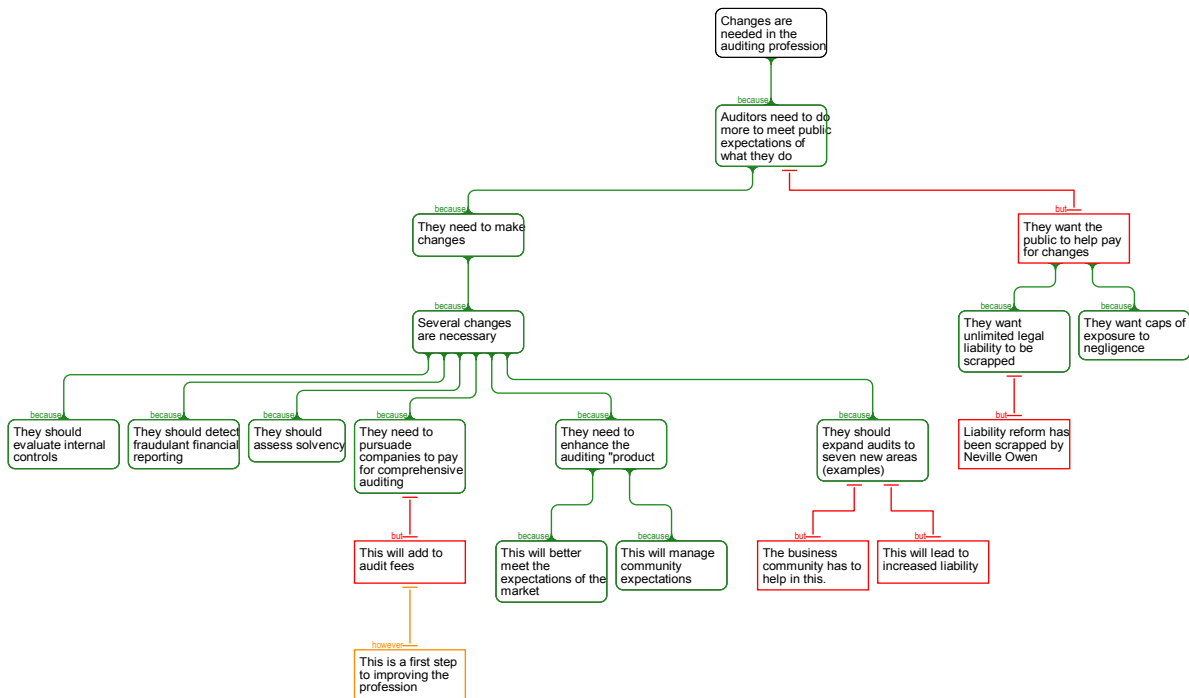 Changes are
needed in the
auditing profession
because
Auditors need to do
more to meet public
expectations of
what they do
because
They need to make
changes
but
They want the
public to help pay
for changes
because
Several changes
are necessary
because
They want
unlimited legal
liability to be
scrapped
because
They want caps of
exposure to
negligence
because
They should
evaluate internal
controls
because
They should detect
fraudulant financial
reporting
because
They should
assess solvency
because
They need to
pursuade
companies to pay
for comprehensive
auditing
because
They need to
enhance the
auditing "product
because
They should
expand audits to
seven new areas
(examples)
but
Liability reform has
been scrapped by
Neville Owen
but
This will add to
audit fees
because
This will better
meet the
expectations of the
market
because
This will manage
community
expectations
but
The business
community has to
help in this.
but
This will lead to
increased liability
however
This is a first step
to improving the
profession